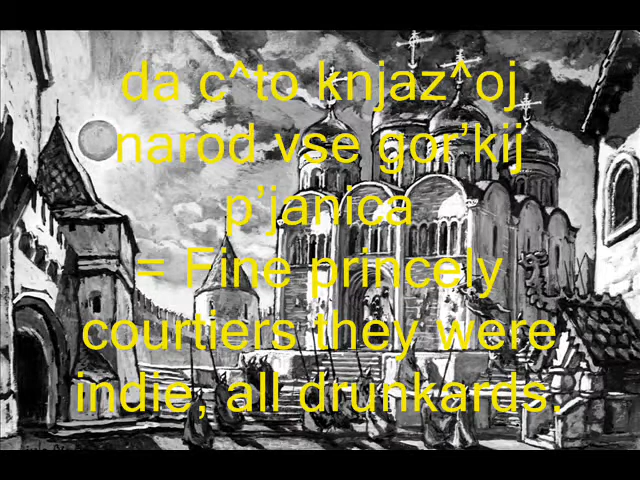 da c^to knjaz^oj
narod vse gor'kij
p'janica
= Fine princely
courtiers they were
indie, all drunkards.